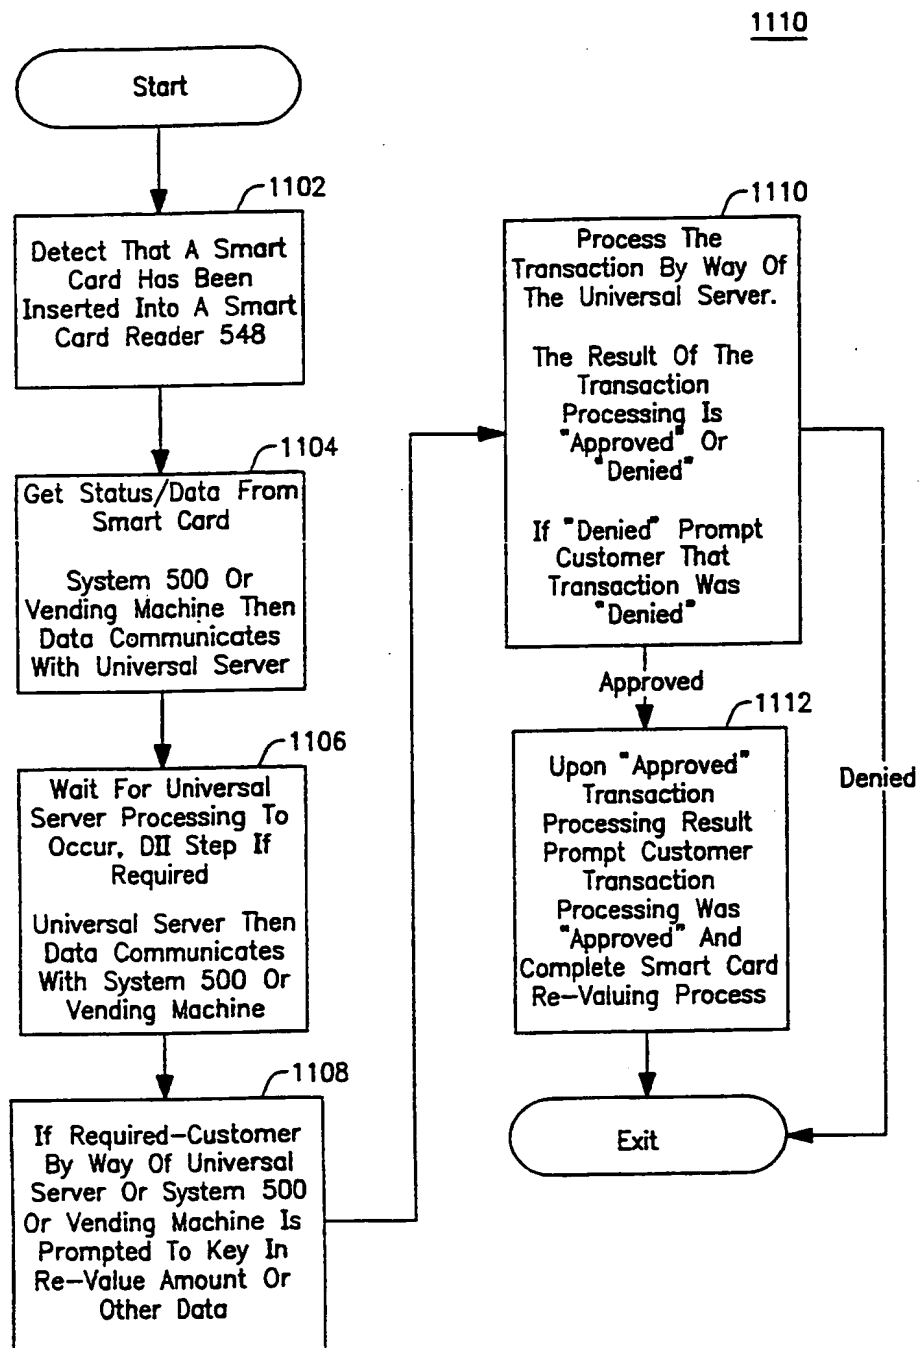 1110
Start
1102
Detect That A Smart
Card Has Been
Inserted Into A Smart
Card Reader 548
1104
Get Status/Data From
Smart Card
System 500 Or
Vending Machine Then
Data Communicates
With Universal Server
1106
Wait For Universal
Server Processing To
Occur, DII Step If
Required
Universal Server Then
Data Communicates
With System 500 Or
Vending Machine
1108
If Required-Customer
By Way Of Universal
Server Or System 500
Or Vending Machine Is
Prompted To Key In
Re-Value Amount Or
Other Data
1110
Process The
Transaction By Way Of
The Universal Server.
The Result Of The
Transaction
Processing Is
"Approved" Or
"Denied"
If "Denied" Prompt
Customer That
Transaction Was
"Denied"
Approved
Denied
1112
Upon "Approved"
Transaction
Processing Result
Prompt Customer
Transaction
Processing Was
"Approved" And
Complete Smart Card
Re-Valuing Process
Exit